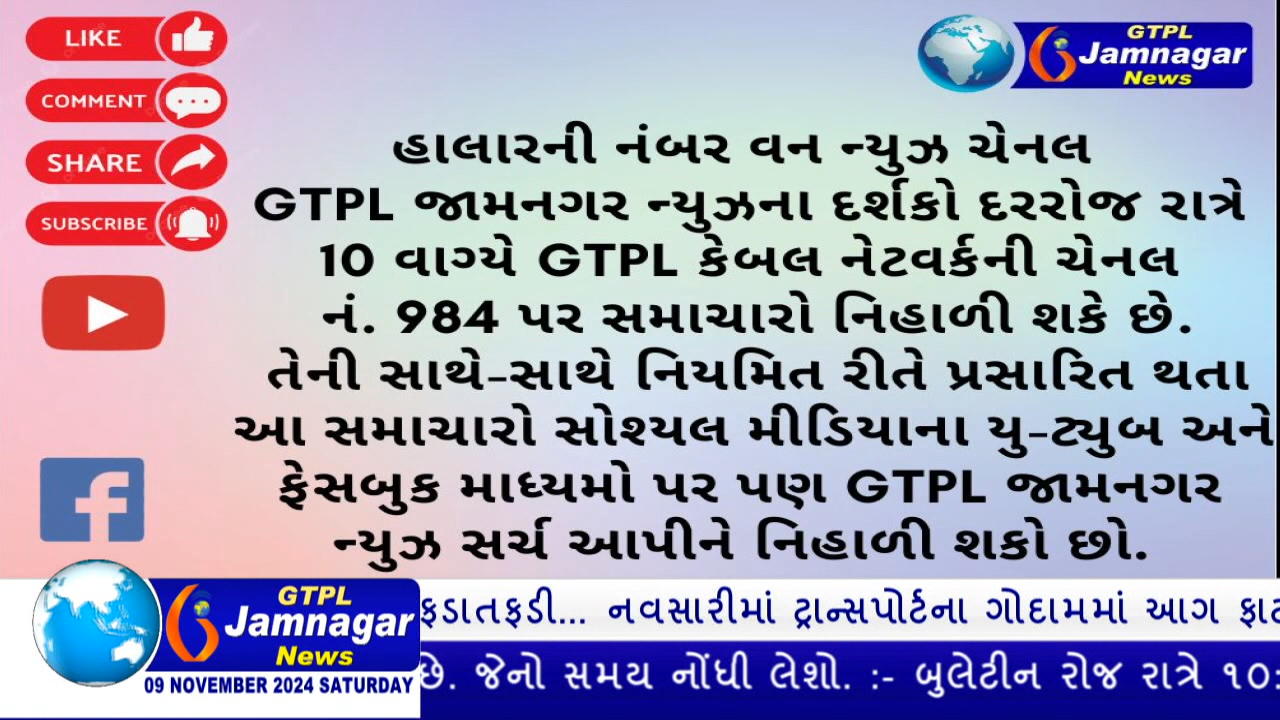 LIKE
COMMENT
SHARE
SUBSCRIBE
GTPL
Jamnagar
News
હાલારની નંબર વન ન્યુઝ ચેનલ
GTPL જામનગર ન્યુઝના દર્શકો દરરોજ રાત્રે
10 વાગ્યે GTPL કેબલ નેટવર્કની ચેનલ
નં. 984 પર સમાચારો નિહાળી શકે છે.
તેની સાથે-સાથે નિયમિત રીતે પ્રસારિત થતા
આ સમાચારો સોશ્યલ મીડિયાના યુ-ટ્યુબ અને
ફેસબુક માધ્યમો પર પણ GTPL જામનગર
ન્યુઝ સર્ચ આપીને નિહાળી શકો છો.
GTPL
Jamnagar
News
09 NOVEMBER 2024 SATURDAY
નવસારીમાં ટ્રાન્સપોર્ટના ગોદામમાં આગ
છે. જેનો સમય નોંધી લેશો. :- બુલેટીન રોજ રાત્રે ૧૦: